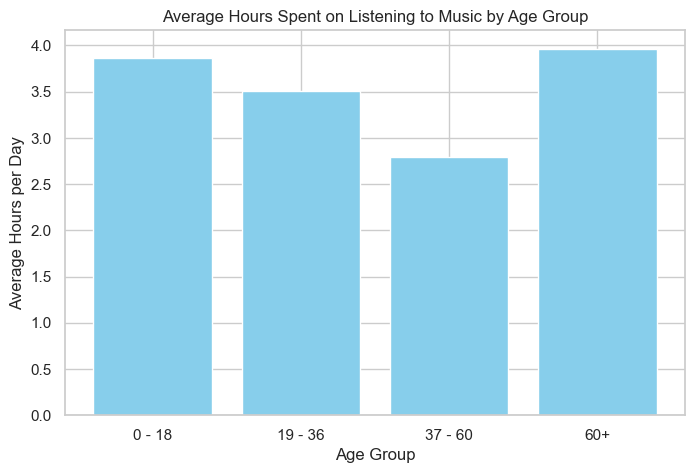 Average Hours Spent on Listening to Music by Age Group
Average Hours per Day
4.0
3.5
3.0
2.5
2.0
1.5
1.0
0.5
0.0
0 - 18
19 - 36
37 - 60
60+
Age Group